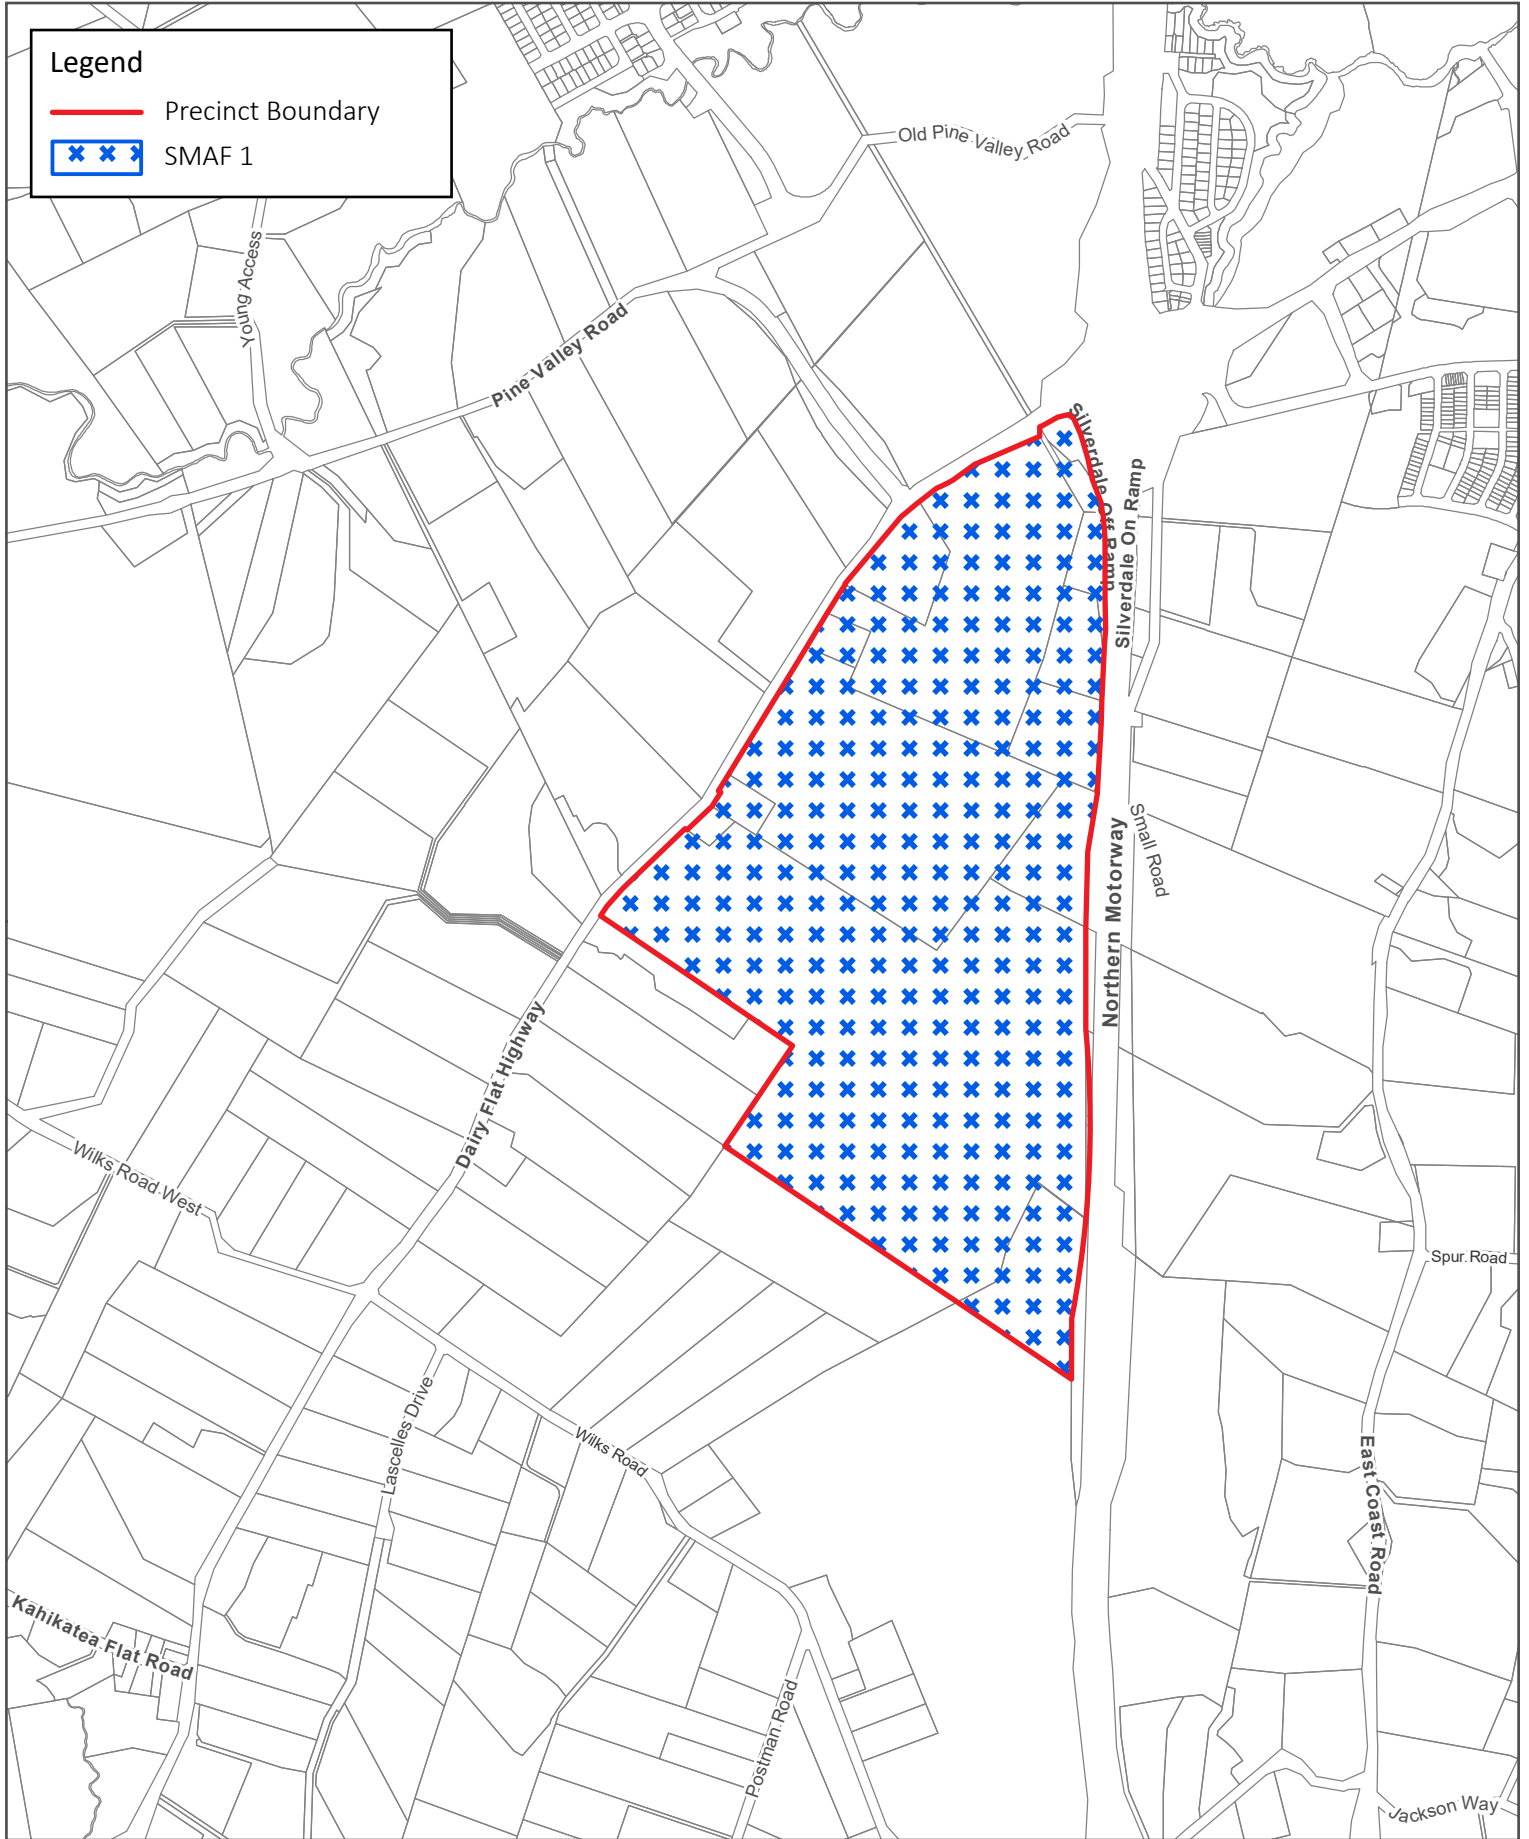 Legend
Precinct Boundary
SMAF 1
Old Pine Valley Road
Young Access
Pine Valley Road
Silverdale Off Ramp
Silverdale On Ramp
Small Road
Northern Motorway
Dairy Flat Highway
Wilks Road West
Spur Road
Lascelles Drive
Wilks Road
East Coast Road
Kahikatea Flat Road
Postman Road
Jackson Way